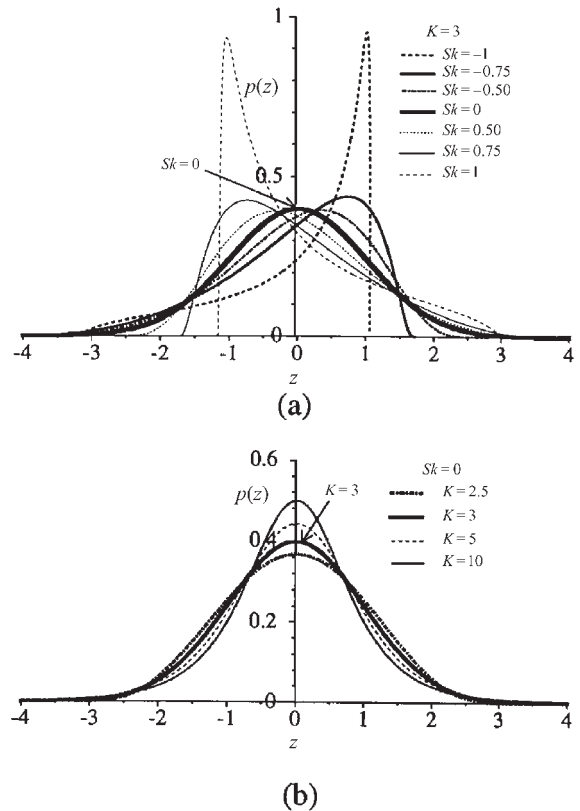 1
K = 3
Sk = −1
p(z)
Sk = −0.75
Sk = −0.50
Sk = 0
Sk = 0.50
Sk = 0.75
Sk = 1
Sk = 0
0.5
0
-4
-3
-2
-1
0
1
2
3
4
z
(a)
0.6
Sk = 0
p(z)
K = 3
K = 2.5
K = 3
K = 5
K = 10
0.4
0.2
0
-4
-3
-2
-1
0
1
2
3
4
z
(b)